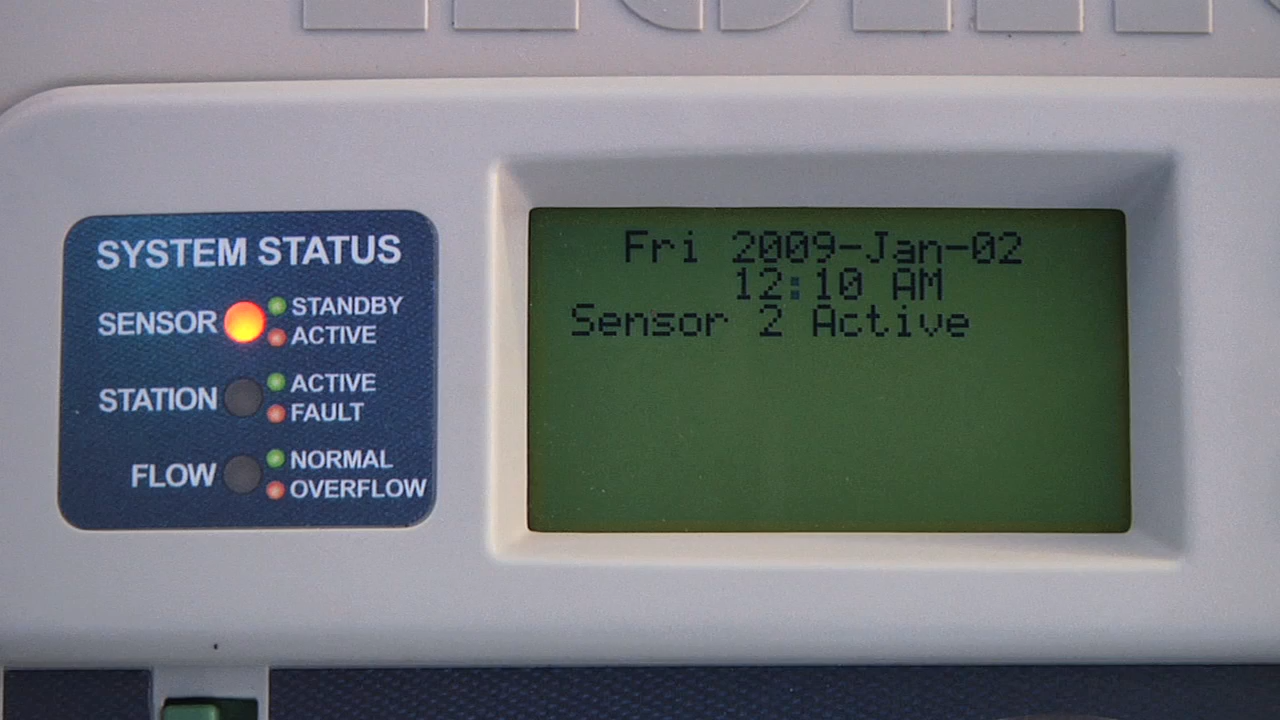 SYSTEM STATUS
SENSOR
STANDBY
ACTIVE
STATION
ACTIVE
FAULT
FLOW
NORMAL
OVERFLOW
Fri 2009-Jan-02
12:10 AM
Sensor 2 Active